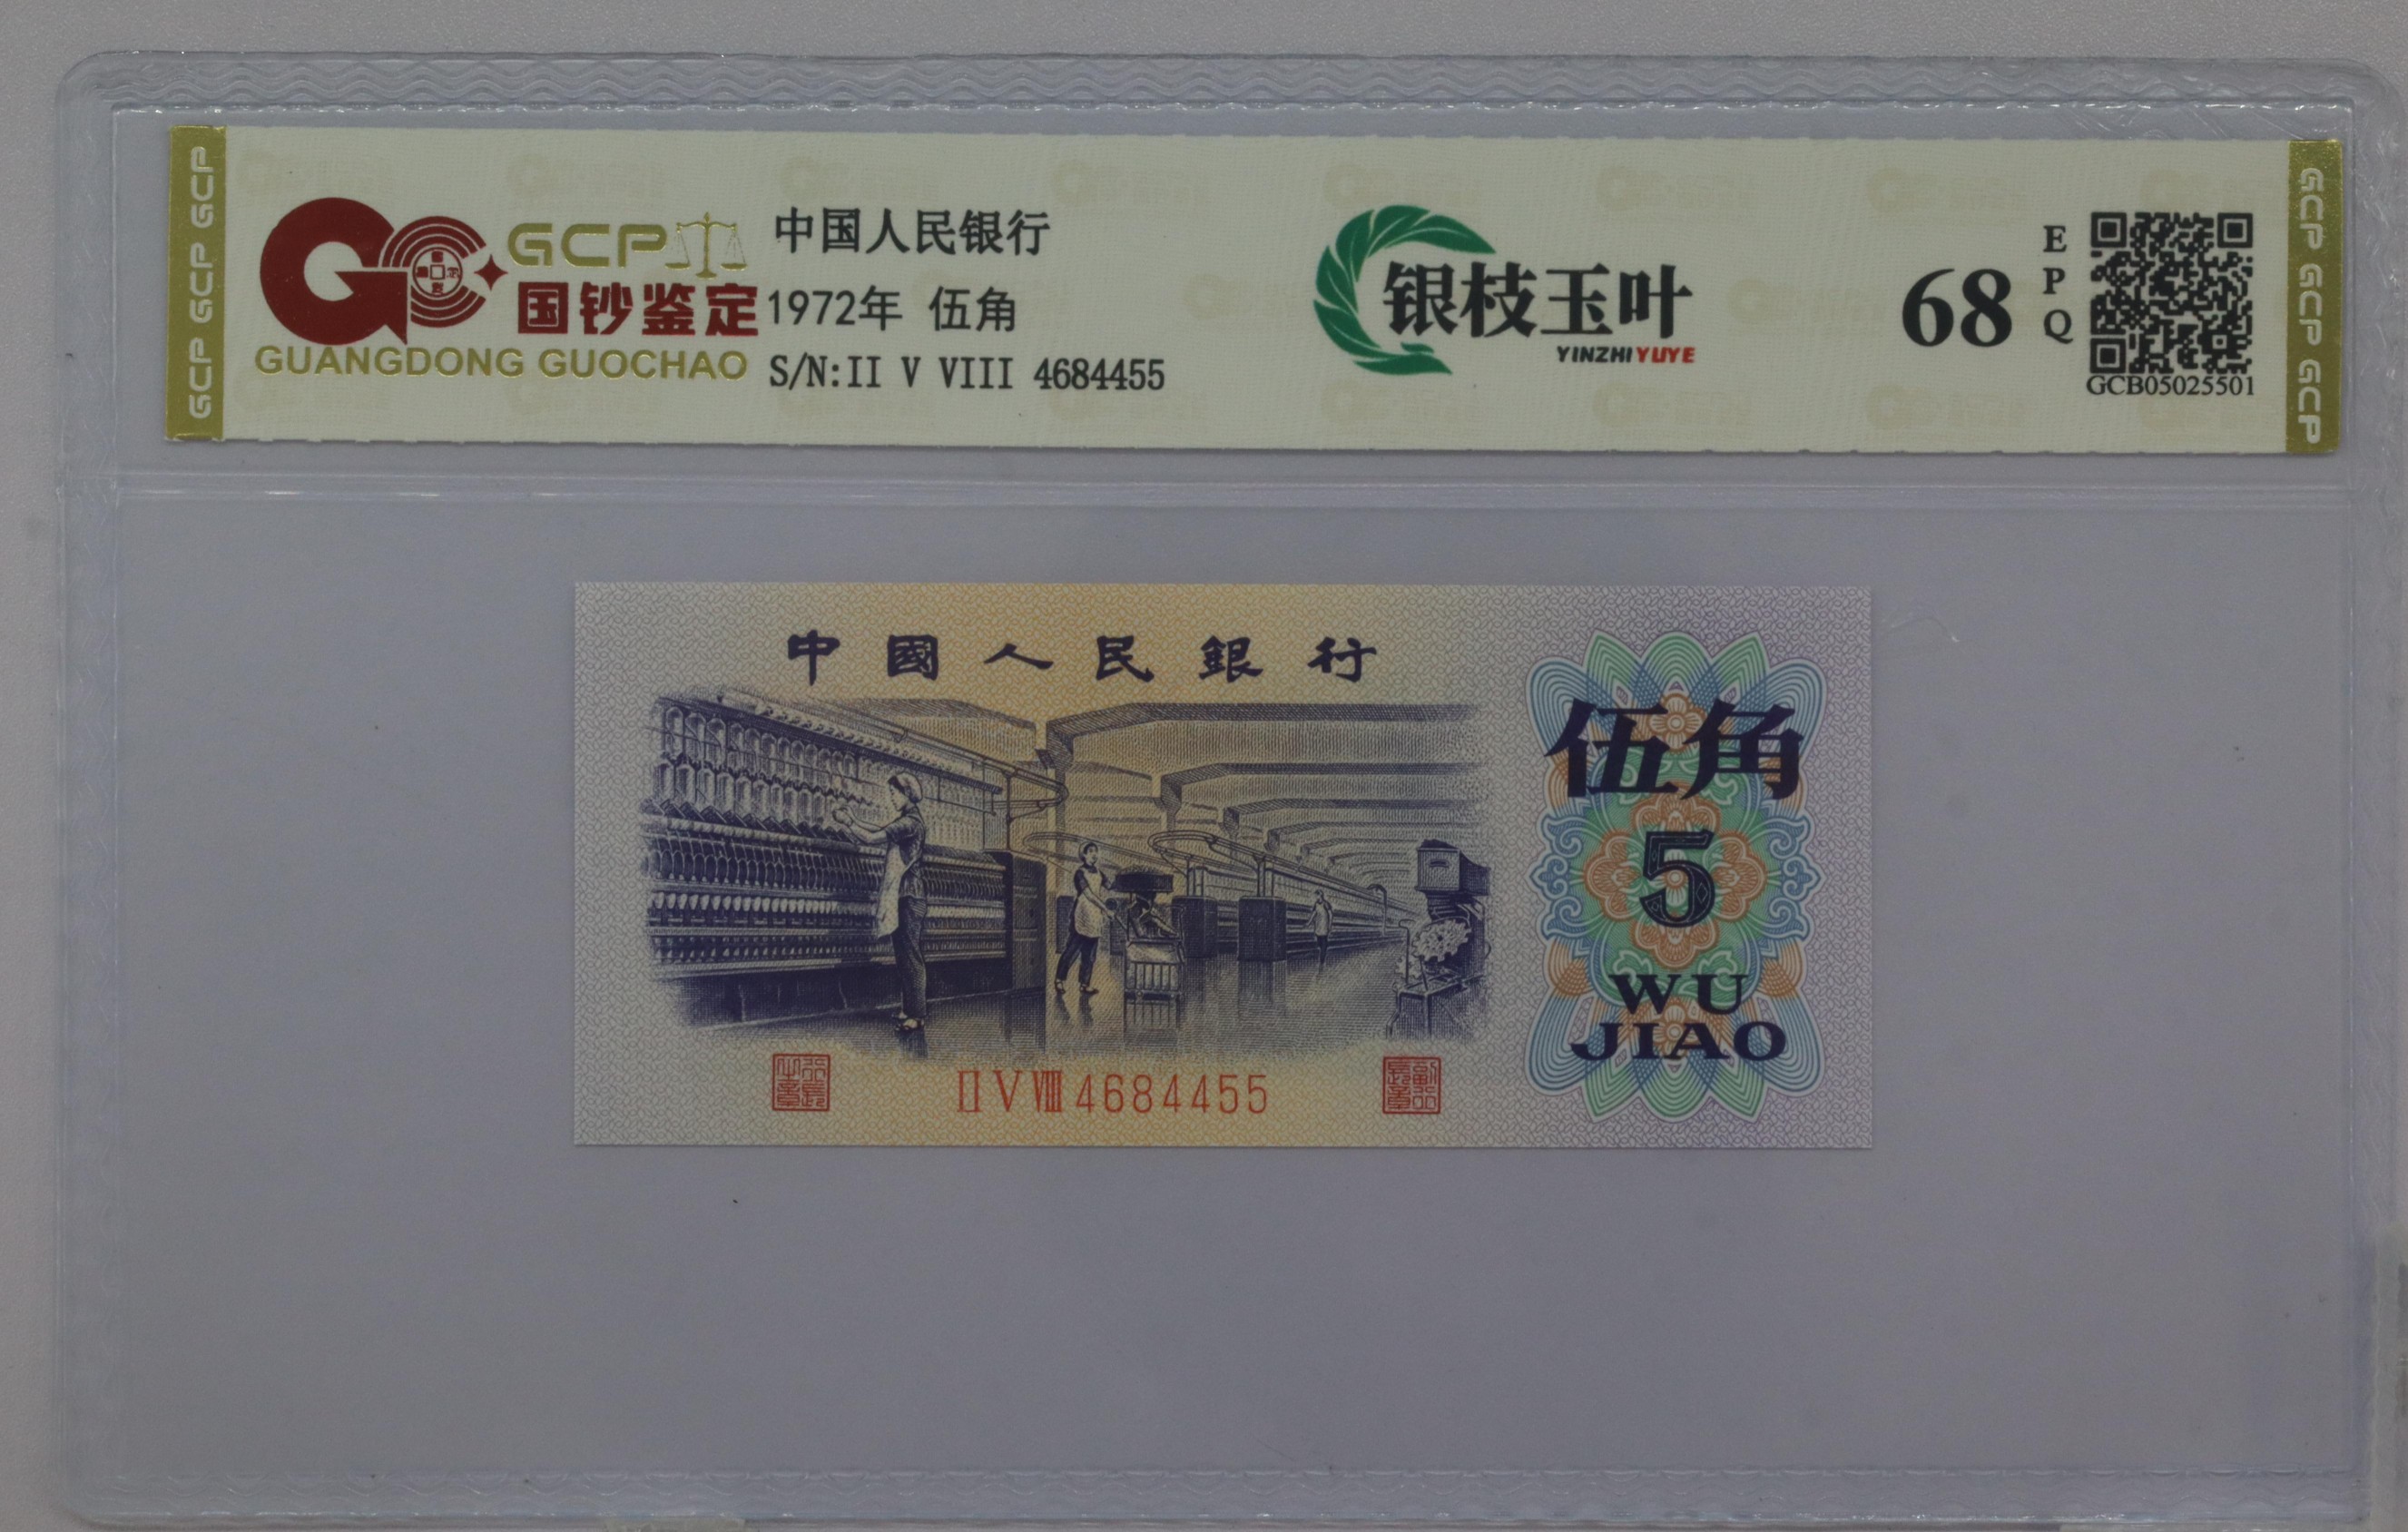 GCP GCP GCP
GCP
国钞鉴定
GUANGDONG GUOCHAO
中国人民银行
1972年 伍角
S/N:II V VIII 4684455
银枝玉叶
YINZHIYUYE
68
EPQ
GCB05025501
GCP GCP GCP
中國人民銀行
伍角
5
WU
JIAO
II V VIII 4684455